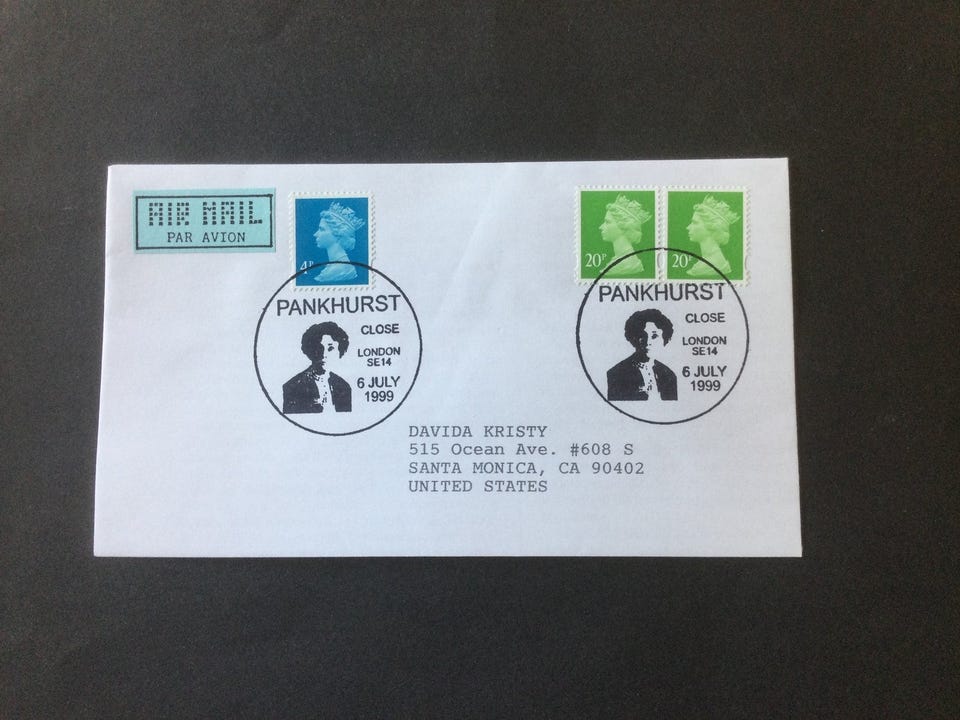 AIR MAIL
PAR AVION
4P
20P
20P
PANKHURST
CLOSE
LONDON
SE14
6 JULY
1999
PANKHURST
CLOSE
LONDON
SE14
6 JULY
1999
DAVIDA KRISTY
515 Ocean Ave. #608 S
SANTA MONICA, CA 90402
UNITED STATES